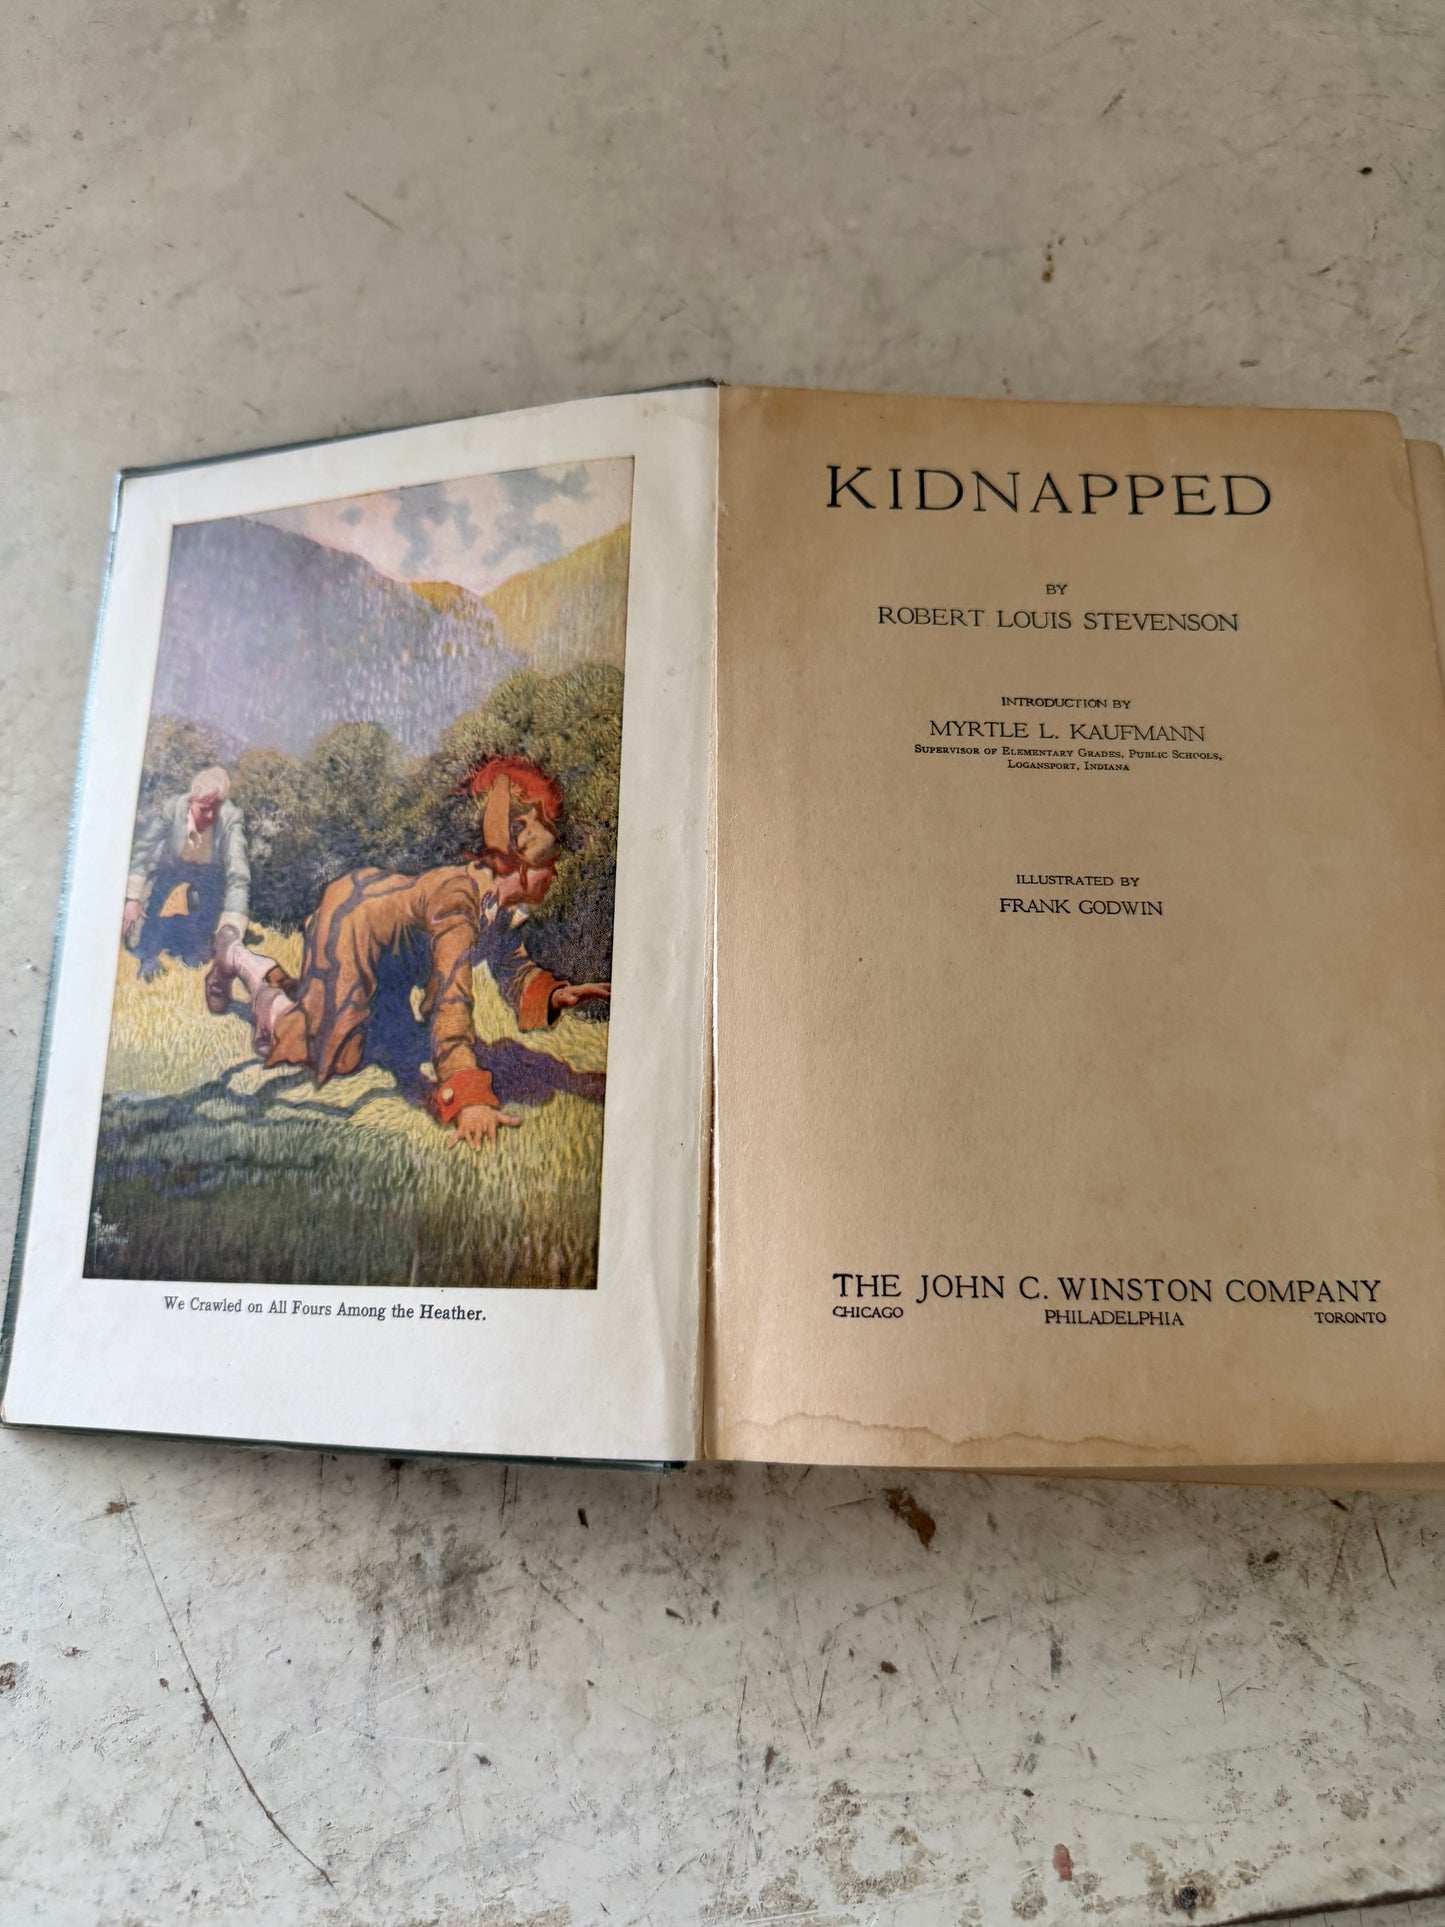 We Crawled on All Fours Among the Heather.
KIDNAPPED
BY
ROBERT LOUIS STEVENSON
INTRODUCTION BY
MYRTLE L. KAUFMANN
SUPERVISOR OF ELEMENTARY GRADES, PUBLIC SCHOOLS,
LOGANSPORT, INDIANA
ILLUSTRATED BY
FRANK GODWIN
THE JOHN C. WINSTON COMPANY
CHICAGO PHILADELPHIA TORONTO